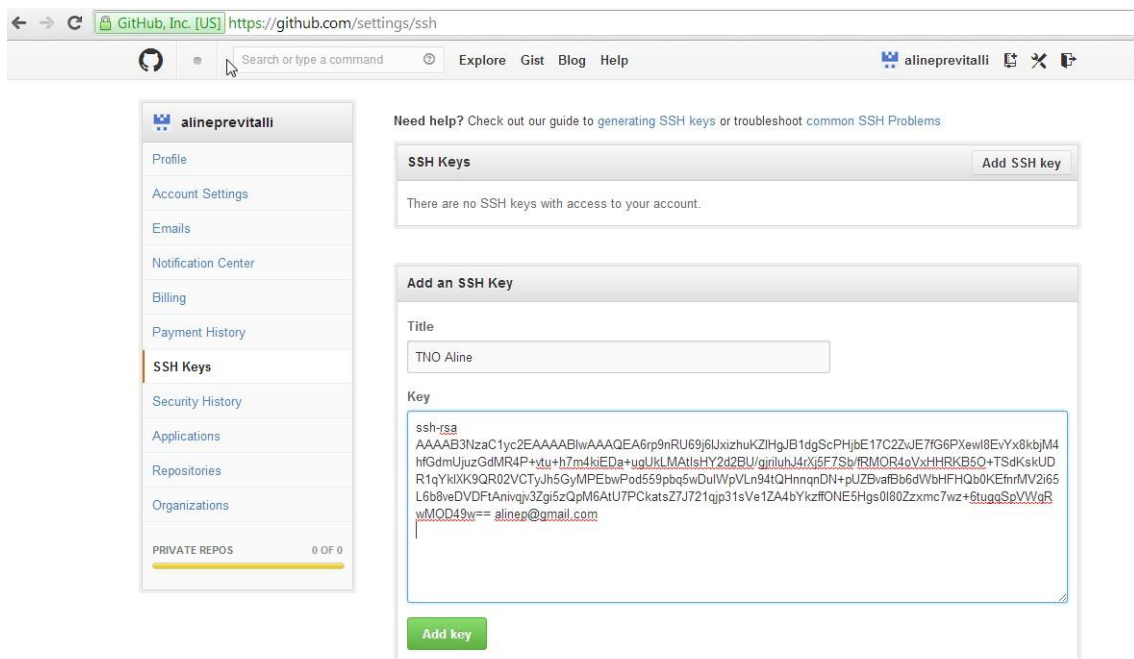 GitHub, Inc. [US] https://github.com/settings/ssh
Search or type a command
Explore Gist Blog Help
alineprevitalli
alineprevitalli
Profile
Account Settings
Emails
Notification Center
Billing
Payment History
SSH Keys
Security History
Applications
Repositories
Organizations
PRIVATE REPOS 0 OF 0
Need help? Check out our guide to generating SSH keys or troubleshoot common SSH Problems
SSH Keys
Add SSH key
There are no SSH keys with access to your account.
Add an SSH Key
Title
TNO Aline
Key
ssh-rsa
wMOD49w== alinep@gmail.com
Add key